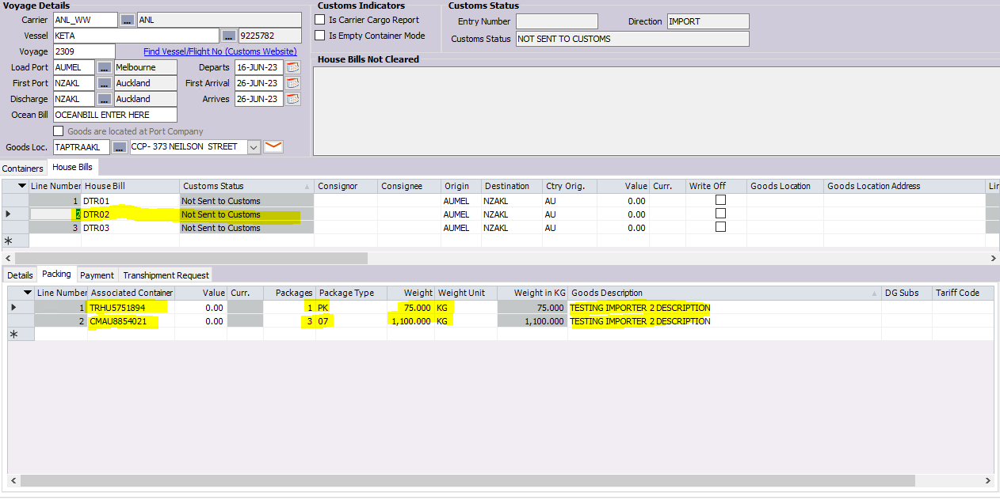 Voyage Details
Carrier ANL_WW ... ANL
Vessel KETA ... 9225782
Voyage 2309 Find Vessel/Flight No (Customs Website)
Load Port AUMEL ... Melbourne Departs 16-JUN-23
First Port NZAKL ... Auckland First Arrival 26-JUN-23
Discharge NZAKL ... Auckland Arrives 26-JUN-23
Ocean Bill OCEANBILL ENTER HERE
Goods are located at Port Company
Goods Loc. TAPTRAAKL ... CCP- 373 NEILSON STREET
Customs Indicators
Is Carrier Cargo Report
Is Empty Container Mode
Customs Status
Entry Number Direction IMPORT
Customs Status NOT SENT TO CUSTOMS
House Bills Not Cleared
Containers House Bills
Line Number House Bill Customs Status Consignor Consignee Origin Destination Ctry Orig. Value Curr. Write Off Goods Location Goods Location Address Lin
1 DTR01 Not Sent to Customs AUMEL NZAKL AU 0.00
2 DTR02 Not Sent to Customs AUMEL NZAKL AU 0.00
3 DTR03 Not Sent to Customs AUMEL NZAKL AU 0.00
Details Packing Payment Transhipment Request
Line Number Associated Container Value Curr. Packages Package Type Weight Weight Unit Weight in KG Goods Description DG Subs Tariff Code
1 TRHU5751894 0.00 1 PK 75.000 KG 75.000 TESTING IMPORTER 2 DESCRIPTION
2 CMAU8854021 0.00 3 07 1,100.000 KG 1,100.000 TESTING IMPORTER 2 DESCRIPTION